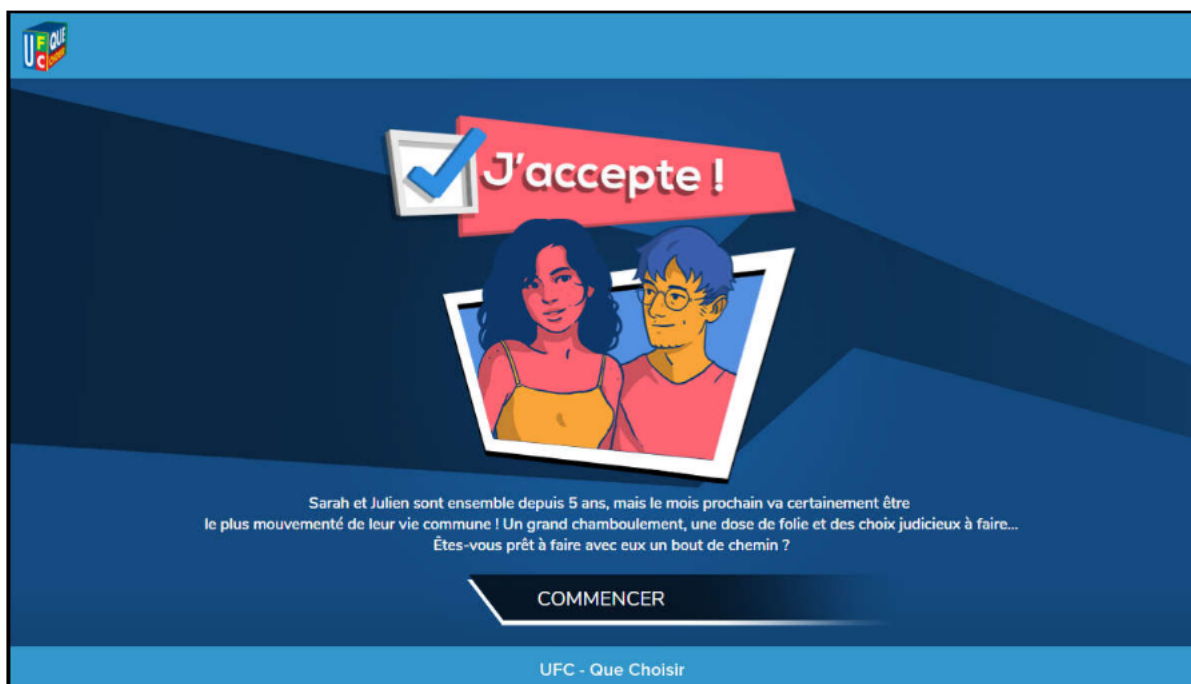 UFC QUE CHOISIR
J'accepte !
Sarah et Julien sont ensemble depuis 5 ans, mais le mois prochain va certainement être
le plus mouvementé de leur vie commune ! Un grand chamboulement, une dose de folie et des choix judicieux à faire...
Êtes-vous prêt à faire avec eux un bout de chemin ?
COMMENCER
UFC - Que Choisir